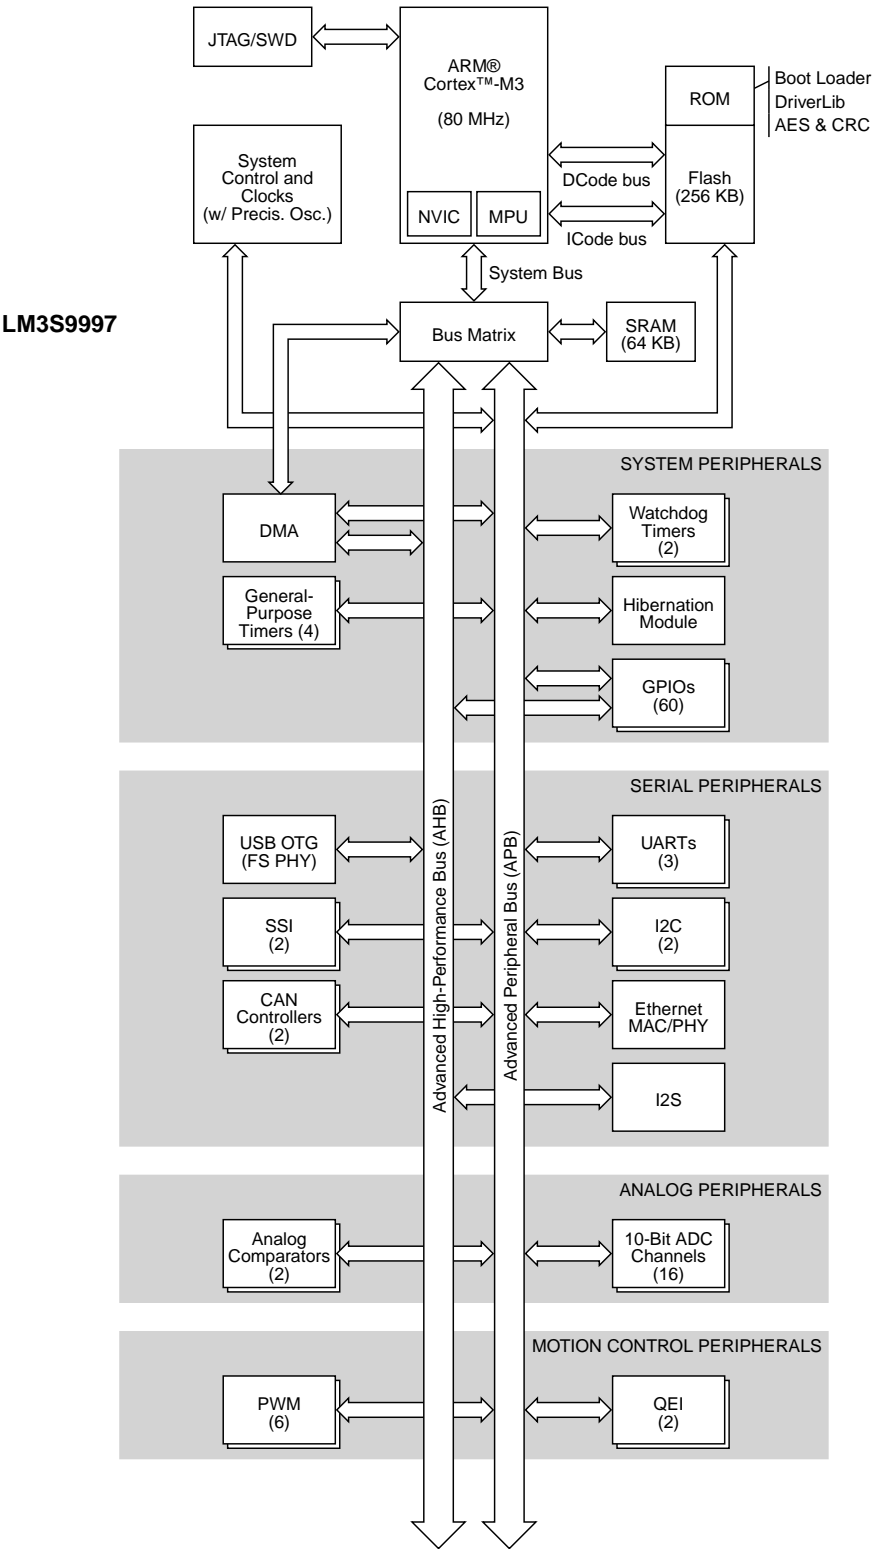 JTAG/SWD
ARM®
Cortex™-M3
(80 MHz)
NVIC
MPU
ROM
Boot Loader
DriverLib
AES & CRC
Flash
(256 KB)
DCode bus
ICode bus
System
Control and
Clocks
(w/ Precis. Osc.)
System Bus
LM3S9997
Bus Matrix
SRAM
(64 KB)
SYSTEM PERIPHERALS
DMA
Watchdog
Timers
(2)
General-
Purpose
Timers (4)
Hibernation
Module
GPIOs
(60)
SERIAL PERIPHERALS
Advanced High-Performance Bus (AHB)
Advanced Peripheral Bus (APB)
USB OTG
(FS PHY)
UARTs
(3)
SSI
(2)
I2C
(2)
CAN
Controllers
(2)
Ethernet
MAC/PHY
I2S
ANALOG PERIPHERALS
Analog
Comparators
(2)
10-Bit ADC
Channels
(16)
MOTION CONTROL PERIPHERALS
PWM
(6)
QEI
(2)